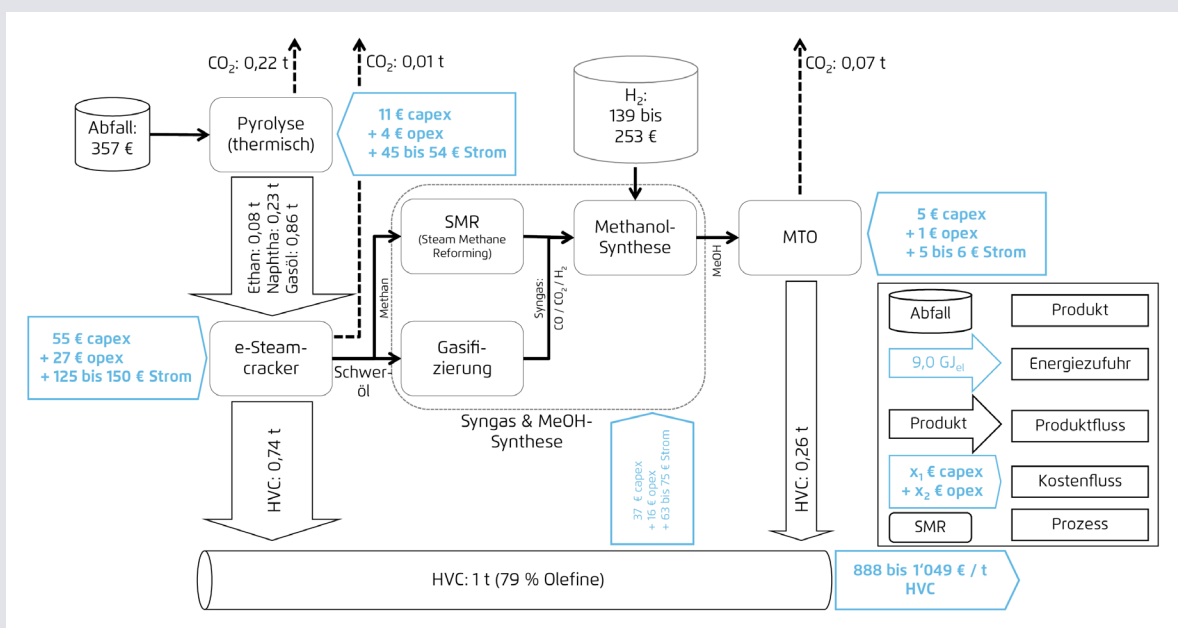 CO₂: 0,22 t
CO₂: 0,01 t
CO₂: 0,07 t
Abfall:
357 €
Pyrolyse
(thermisch)
11 € capex
+ 4 € opex
+ 45 bis 54 € Strom
H₂:
139 bis
253 €
Ethan: 0,08 t
Naphtha: 0,23 t
Gasöl: 0,86 t
SMR
(Steam Methane
Reforming)
Methanol-
Synthese
MeOH
MTO
5 € capex
+ 1 € opex
+ 5 bis 6 € Strom
Methan
Syngas:
CO / CO₂ / H₂
55 € capex
+ 27 € opex
+ 125 bis 150 € Strom
e-Steam-
cracker
Schwer-
öl
Gasifi-
zierung
Syngas & MeOH-
Synthese
37 € capex
+ 16 € opex
+ 63 bis 75 € Strom
HVC: 0,74 t
HVC: 0,26 t
Abfall
Produkt
9,0 GJₑₗ
Energiezufuhr
Produkt
Produktfluss
x₁ € capex
+ x₂ € opex
Kostenfluss
SMR
Prozess
HVC: 1 t (79 % Olefine)
888 bis 1’049 € / t
HVC